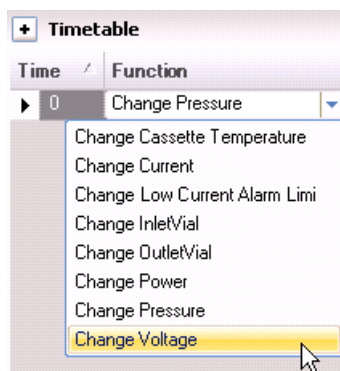 + Timetable
Time Function
0 Change Pressure
Change Cassette Temperature
Change Current
Change Low Current Alarm Limi
Change InletVial
Change OutletVial
Change Power
Change Pressure
Change Voltage